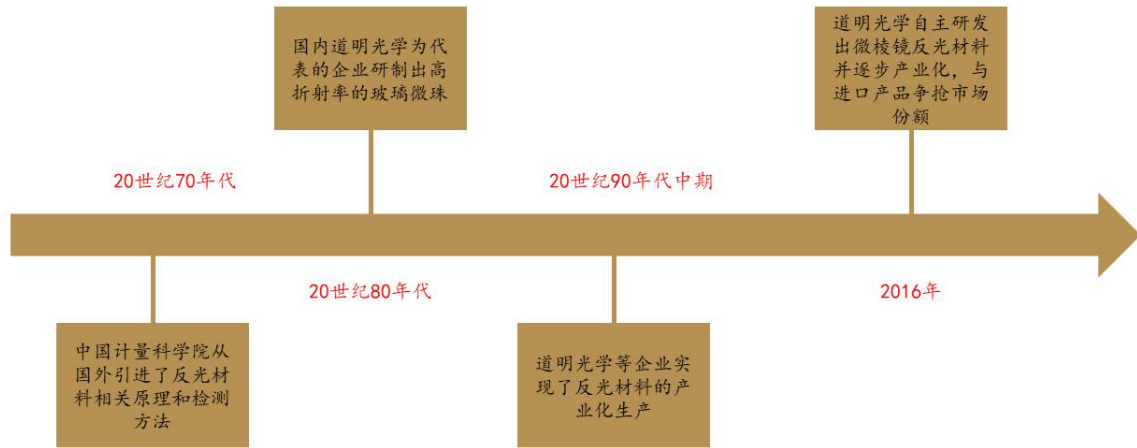 国内道明光学为代
表的企业研制出高
折射率的玻璃微珠
道明光学自主研发
出微棱镜反光材料
并逐步产业化，与
进口产品争抢市场
份额
20世纪70年代
20世纪90年代中期
20世纪80年代
2016年
中国计量科学院从
国外引进了反光材
料相关原理和检测
方法
道明光学等企业实
现了反光材料的产
业化生产